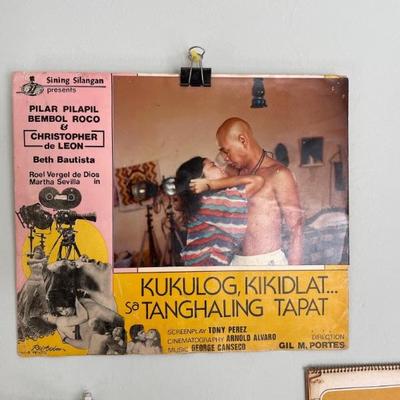 Sining Silangan
presents
PILAR PILAPIL
BEMBOL ROCO
&
CHRISTOPHER
de LEON
Beth Bautista
Roel Vergel de Dios
Martha Sevilla in
KUKULOG, KIKIDLAT...
sa TANGHALING TAPAT
SCREENPLAY TONY PEREZ
CINEMATOGRAPHY ARNOLD ALVARO
MUSIC GEORGE CANSECO
DIRECTION
GIL M. PORTES